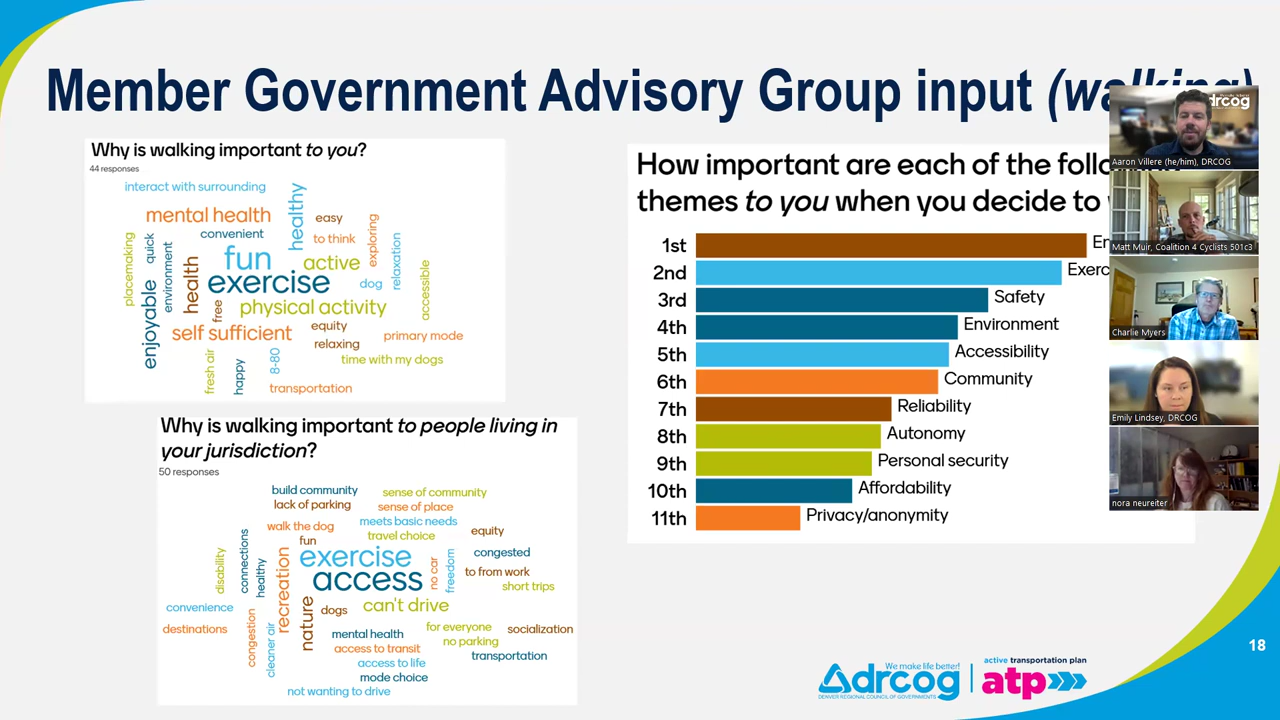 Member Government Advisory Group input
Why is walking important to you?
44 responses
interact with surrounding
mental health
healthy
easy
convenient
to think
exploring
placemaking
quick
environment
fun
active
relaxation
health
exercise
dog
accessible
enjoyable
free
physical activity
self sufficient
equity
primary mode
relaxing
fresh air
happy
8-80
time with my dogs
transportation
Why is walking important to people living in
your jurisdiction?
50 responses
build community
sense of community
lack of parking
sense of place
walk the dog
meets basic needs
fun
travel choice
equity
disability
connections
healthy
recreation
exercise
access
no car
freedom
congested
to from work
short trips
convenience
nature
dogs
can't drive
destinations
congestion
cleaner air
mental health
for everyone
socialization
access to transit
no parking
access to life
transportation
mode choice
not wanting to drive
How important are each of the
themes to you when you decide to
1st
2nd
3rd Safety
4th Environment
5th Accessibility
6th Community
7th Reliability
8th Autonomy
9th Personal security
10th Affordability
11th Privacy/anonymity
drcog
Aaron Villere (he/him), DRCOG
Matt Muir, Coalition 4 Cyclists 501c3
Charlie Myers
Emily Lindsey, DRCOG
nora neureiter
18
We make life better!
drcog
DENVER REGIONAL COUNCIL OF GOVERNMENTS
active transportation plan
atp